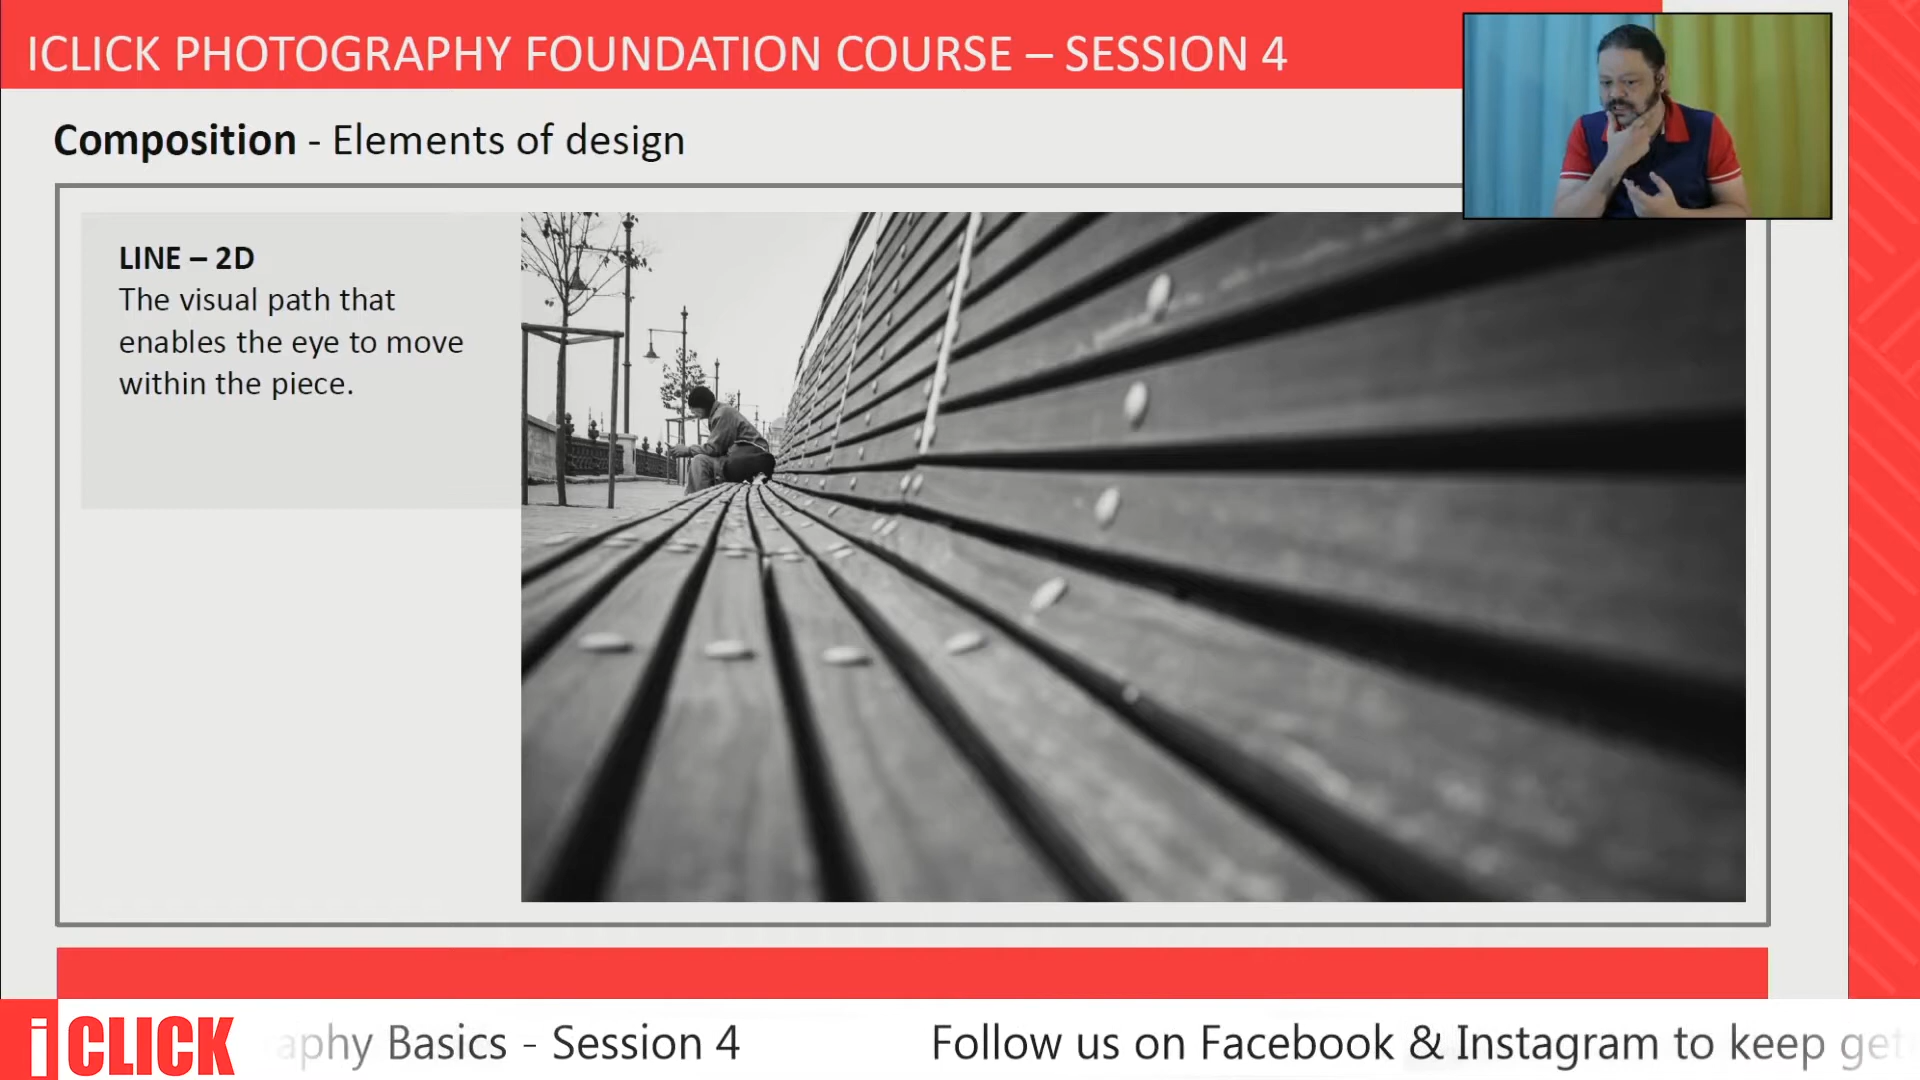 ICLICK PHOTOGRAPHY FOUNDATION COURSE – SESSION 4
Composition - Elements of design
LINE – 2D
The visual path that
enables the eye to move
within the piece.
iCLICK
aphy Basics - Session 4
Follow us on Facebook & Instagram to keep get